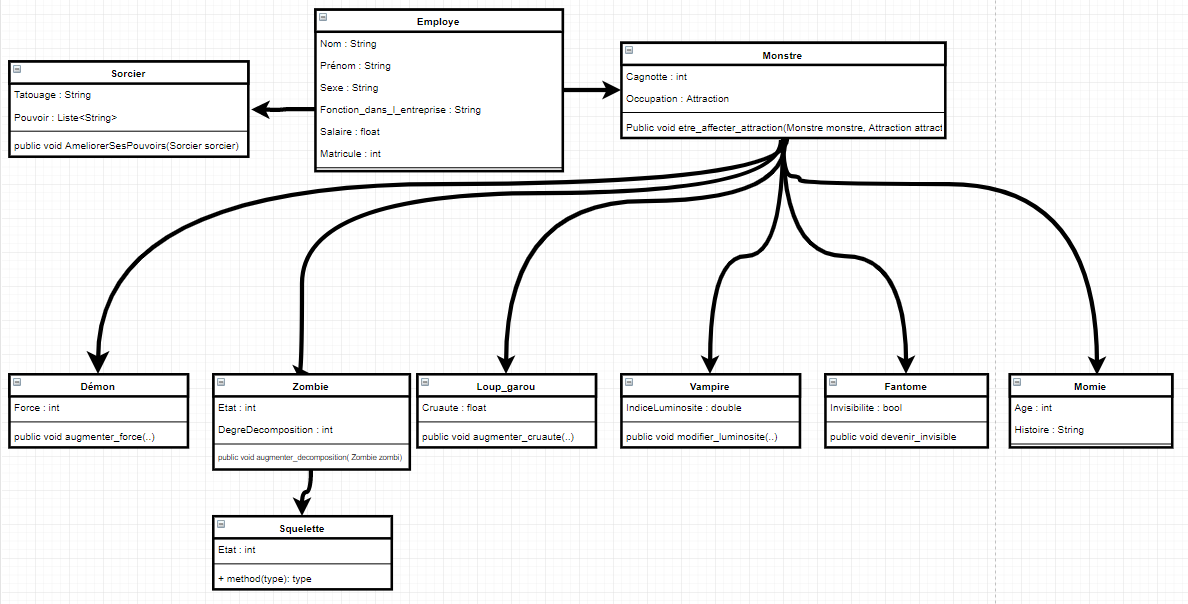 Employe
Nom : String
Prénom : String
Sexe : String
Fonction_dans_l_entreprise : String
Salaire : float
Matricule : int
Sorcier
Tatouage : String
Pouvoir : Liste<String>
public void AmeliorerSesPouvoirs(Sorcier sorcier)
Monstre
Cagnotte : int
Occupation : Attraction
Public void etre_affecter_attraction(Monstre monstre, Attraction attract
Démon
Force : int
public void augmenter_force(..)
Zombie
Etat : int
DegreDecomposition : int
public void augmenter_decomposition( Zombie zombi)
Loup_garou
Cruaute : float
public void augmenter_cruaute(..)
Vampire
IndiceLuminosite : double
public void modifier_luminosite(..)
Fantome
Invisibilite : bool
public void devenir_invisible
Momie
Age : int
Histoire : String
Squelette
Etat : int
+ method(type): type